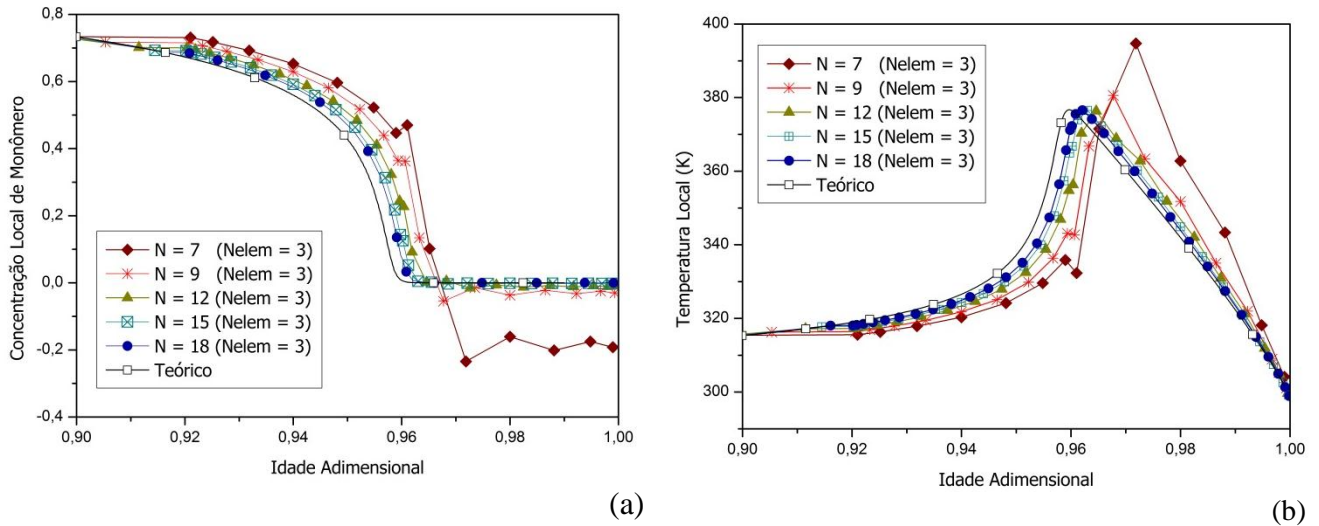 0,8
0,6
0,4
0,2
0,0
-0,2
-0,4
Concentração Local de Monômero
N = 7 (Nelem = 3)
N = 9 (Nelem = 3)
N = 12 (Nelem = 3)
N = 15 (Nelem = 3)
N = 18 (Nelem = 3)
Teórico
0,90 0,92 0,94 0,96 0,98 1,00
Idade Adimensional
(a)
400
380
360
340
320
300
Temperatura Local (K)
N = 7 (Nelem = 3)
N = 9 (Nelem = 3)
N = 12 (Nelem = 3)
N = 15 (Nelem = 3)
N = 18 (Nelem = 3)
Teórico
0,90 0,92 0,94 0,96 0,98 1,00
Idade Adimensional
(b)